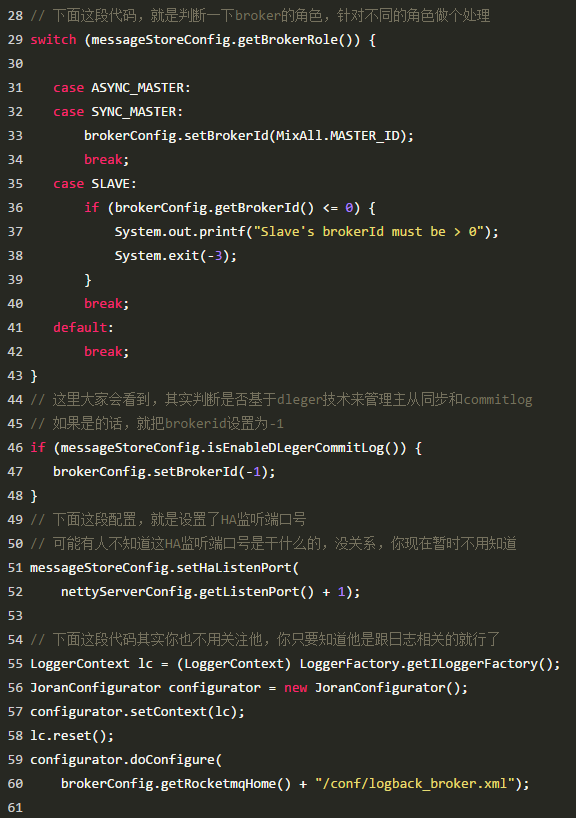 28 // 下面这段代码，就是判断一下broker的角色，针对不同的角色做个处理
29 switch (messageStoreConfig.getBrokerRole()) {
30
31    case ASYNC_MASTER:
32    case SYNC_MASTER:
33        brokerConfig.setBrokerId(MixAll.MASTER_ID);
34        break;
35    case SLAVE:
36        if (brokerConfig.getBrokerId() <= 0) {
37            System.out.printf("Slave's brokerId must be > 0");
38            System.exit(-3);
39        }
40        break;
41    default:
42        break;
43 }
44 // 这里大家会看到，其实判断是否基于dleger技术来管理主从同步和commitlog
45 // 如果是的话，就把brokerid设置为-1
46 if (messageStoreConfig.isEnableDLegerCommitLog()) {
47    brokerConfig.setBrokerId(-1);
48 }
49 // 下面这段配置，就是设置了HA监听端口号
50 // 可能有人不知道这HA监听端口号是干什么的，没关系，你现在暂时不用知道
51 messageStoreConfig.setHaListenPort(
52     nettyServerConfig.getListenPort() + 1);
53
54 // 下面这段代码其实你也不用关注他，你只要知道他是跟日志相关的就行了
55 LoggerContext lc = (LoggerContext) LoggerFactory.getILoggerFactory();
56 JoranConfigurator configurator = new JoranConfigurator();
57 configurator.setContext(lc);
58 lc.reset();
59 configurator.doConfigure(
60     brokerConfig.getRocketmqHome() + "/conf/logback_broker.xml");
61